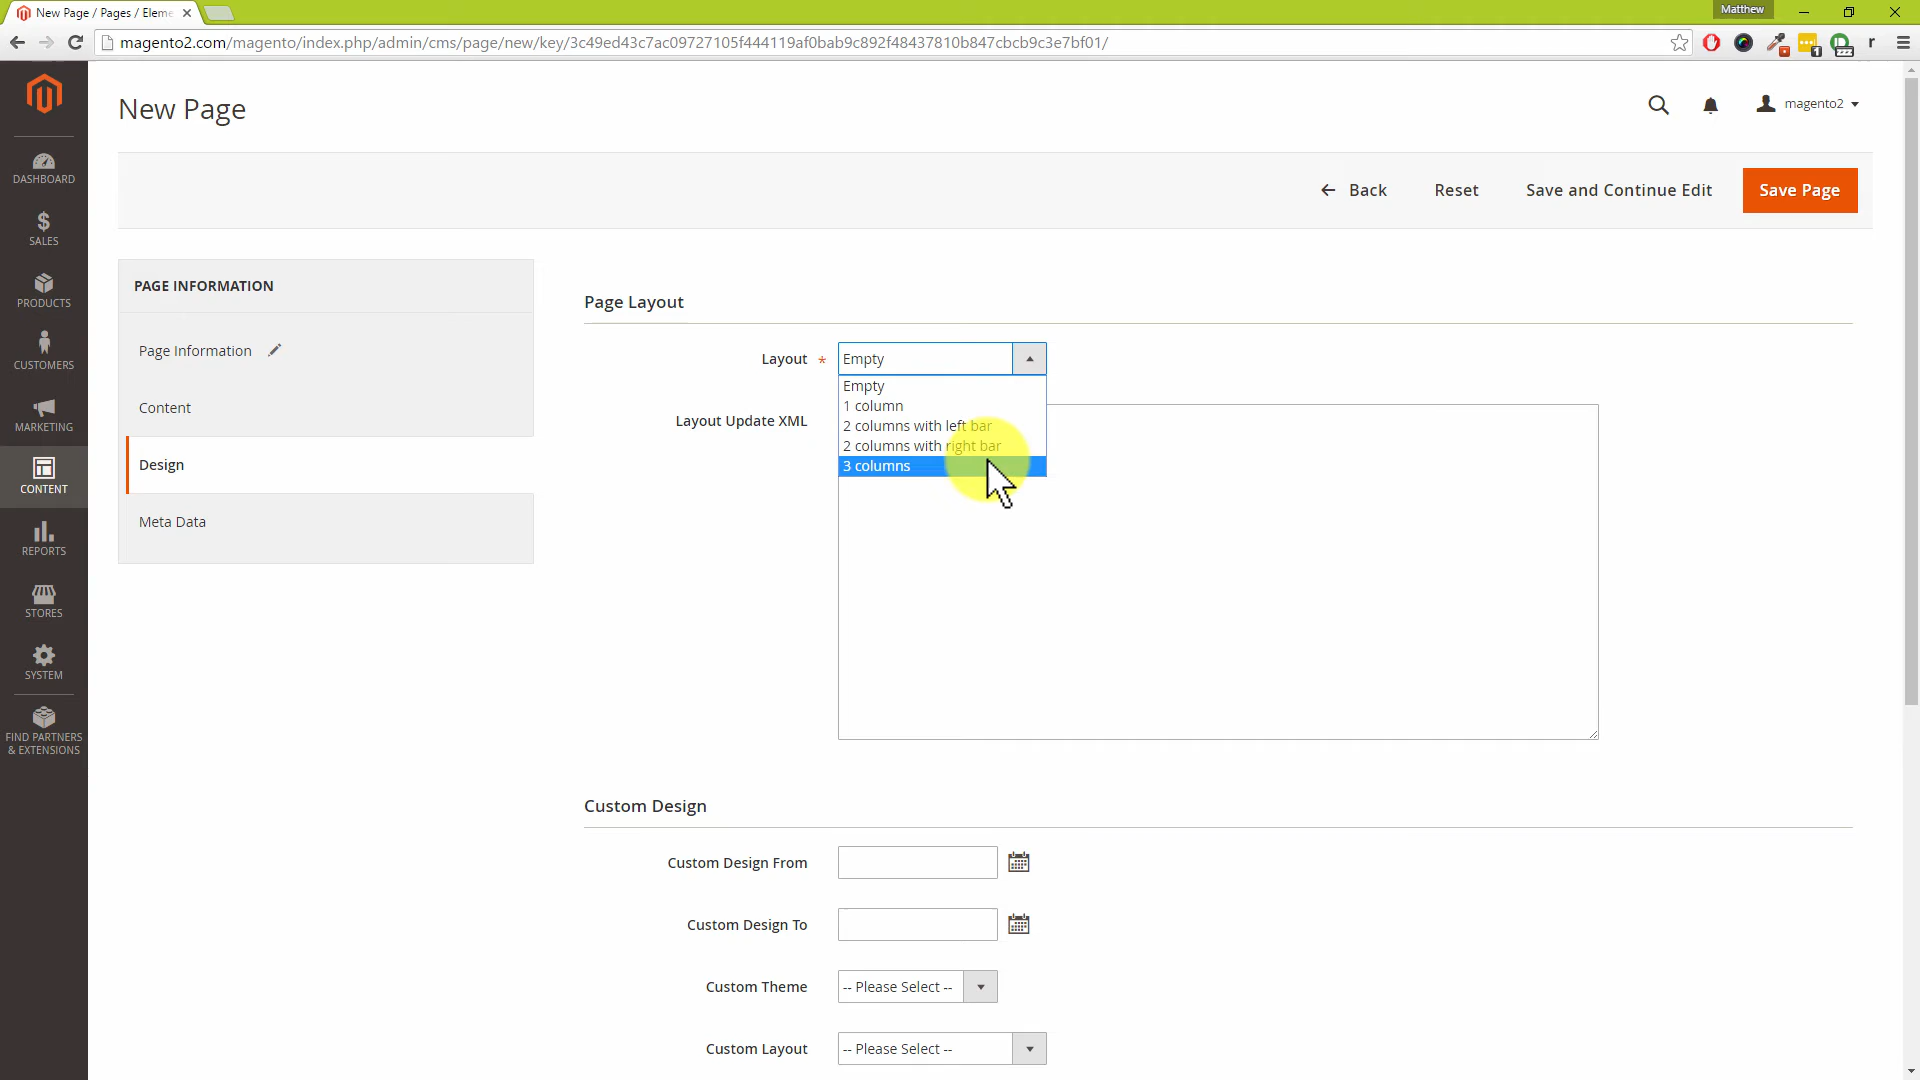 New Page / Pages / Eleme
Matthew
magento2.com/magento/index.php/admin/cms/page/new/key/3c49ed43c7ac09727105f444119af0bab9c892f48437810b847cbcb9c3e7bf01/
1
r
New Page
magento2
Back
Reset
Save and Continue Edit
Save Page
DASHBOARD
SALES
PRODUCTS
CUSTOMERS
MARKETING
CONTENT
REPORTS
STORES
SYSTEM
FIND PARTNERS
& EXTENSIONS
PAGE INFORMATION
Page Information
Content
Design
Meta Data
Page Layout
Layout *
Empty
Empty
1 column
2 columns with left bar
2 columns with right bar
3 columns
Layout Update XML
Custom Design
Custom Design From
Custom Design To
Custom Theme
-- Please Select --
Custom Layout
-- Please Select --